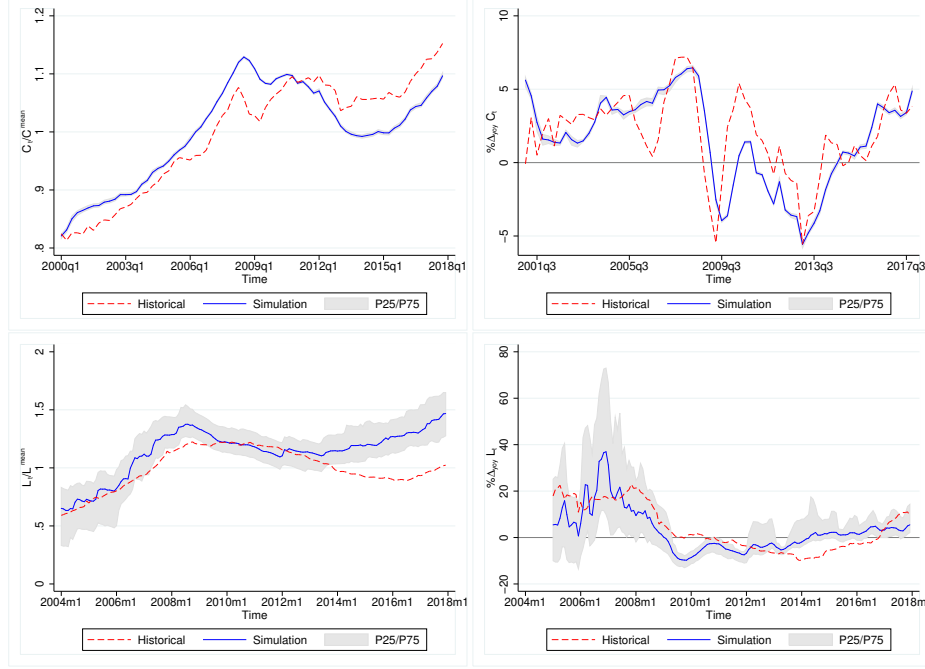 C_t/C^mean
1.2
1.1
1
.9
.8
2000q1 2003q1 2006q1 2009q1 2012q1 2015q1 2018q1
Time
Historical Simulation P25/P75
%Δ_yoy C_t
10
5
0
−5
2001q3 2005q3 2009q3 2013q3 2017q3
Time
Historical Simulation P25/P75
L_t/L^mean
2
1.5
1
.5
0
2004m1 2006m1 2008m1 2010m1 2012m1 2014m1 2016m1 2018m1
Time
Historical Simulation P25/P75
%Δ_yoy L_t
80
60
40
20
0
−20
2004m1 2006m1 2008m1 2010m1 2012m1 2014m1 2016m1 2018m1
Time
Historical Simulation P25/P75